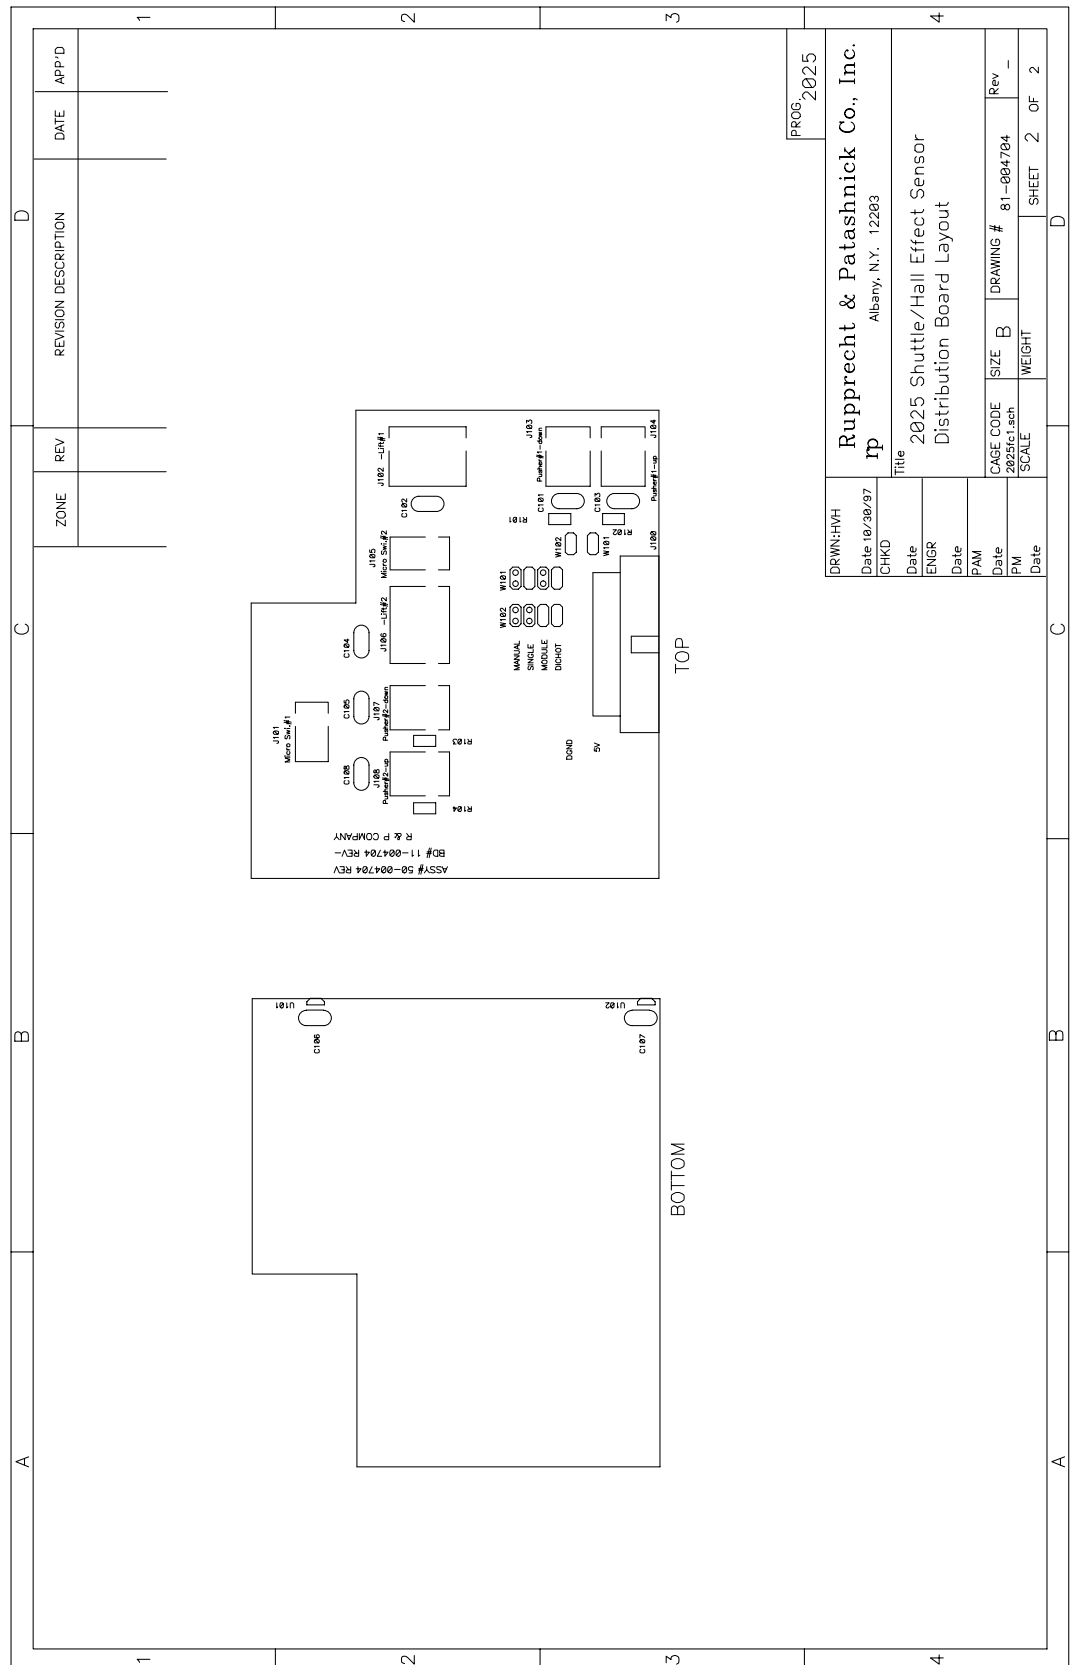 D
C
B
A
ZONE
REV
REVISION DESCRIPTION
DATE
APP'D
1
2
3
4
J101
Micro Swi.#1
C108
C105
C104
J108
Pusher#2-up
J107
Pusher#2-down
J106
-Lift#2
J105
Micro Swi.#2
C102
J102
-Lift#1
R104
R103
W102
W101
MANUAL
SINGLE
MODULE
DICHOT
DGND
5V
W102
W101
R101
C101
J103
Pusher#1-down
R102
C103
J104
Pusher#1-up
J100
ASSY# 50-004704 REV
BD# 11-004704 REV-
R & P COMPANY
TOP
U101
C106
U102
C107
BOTTOM
PROG.
2025
Rupprecht & Patashnick Co., Inc.
rp
Albany, N.Y. 12203
Title
2025 Shuttle/Hall Effect Sensor
Distribution Board Layout
CAGE CODE
2025fc1.sch
SIZE B
DRAWING # 81-004704
Rev -
SCALE
WEIGHT
SHEET 2 OF 2
DRWN:HVH
Date 10/30/97
CHKD
Date
ENGR
Date
PAM
Date
PM
Date
1
2
3
4
A
B
C
D